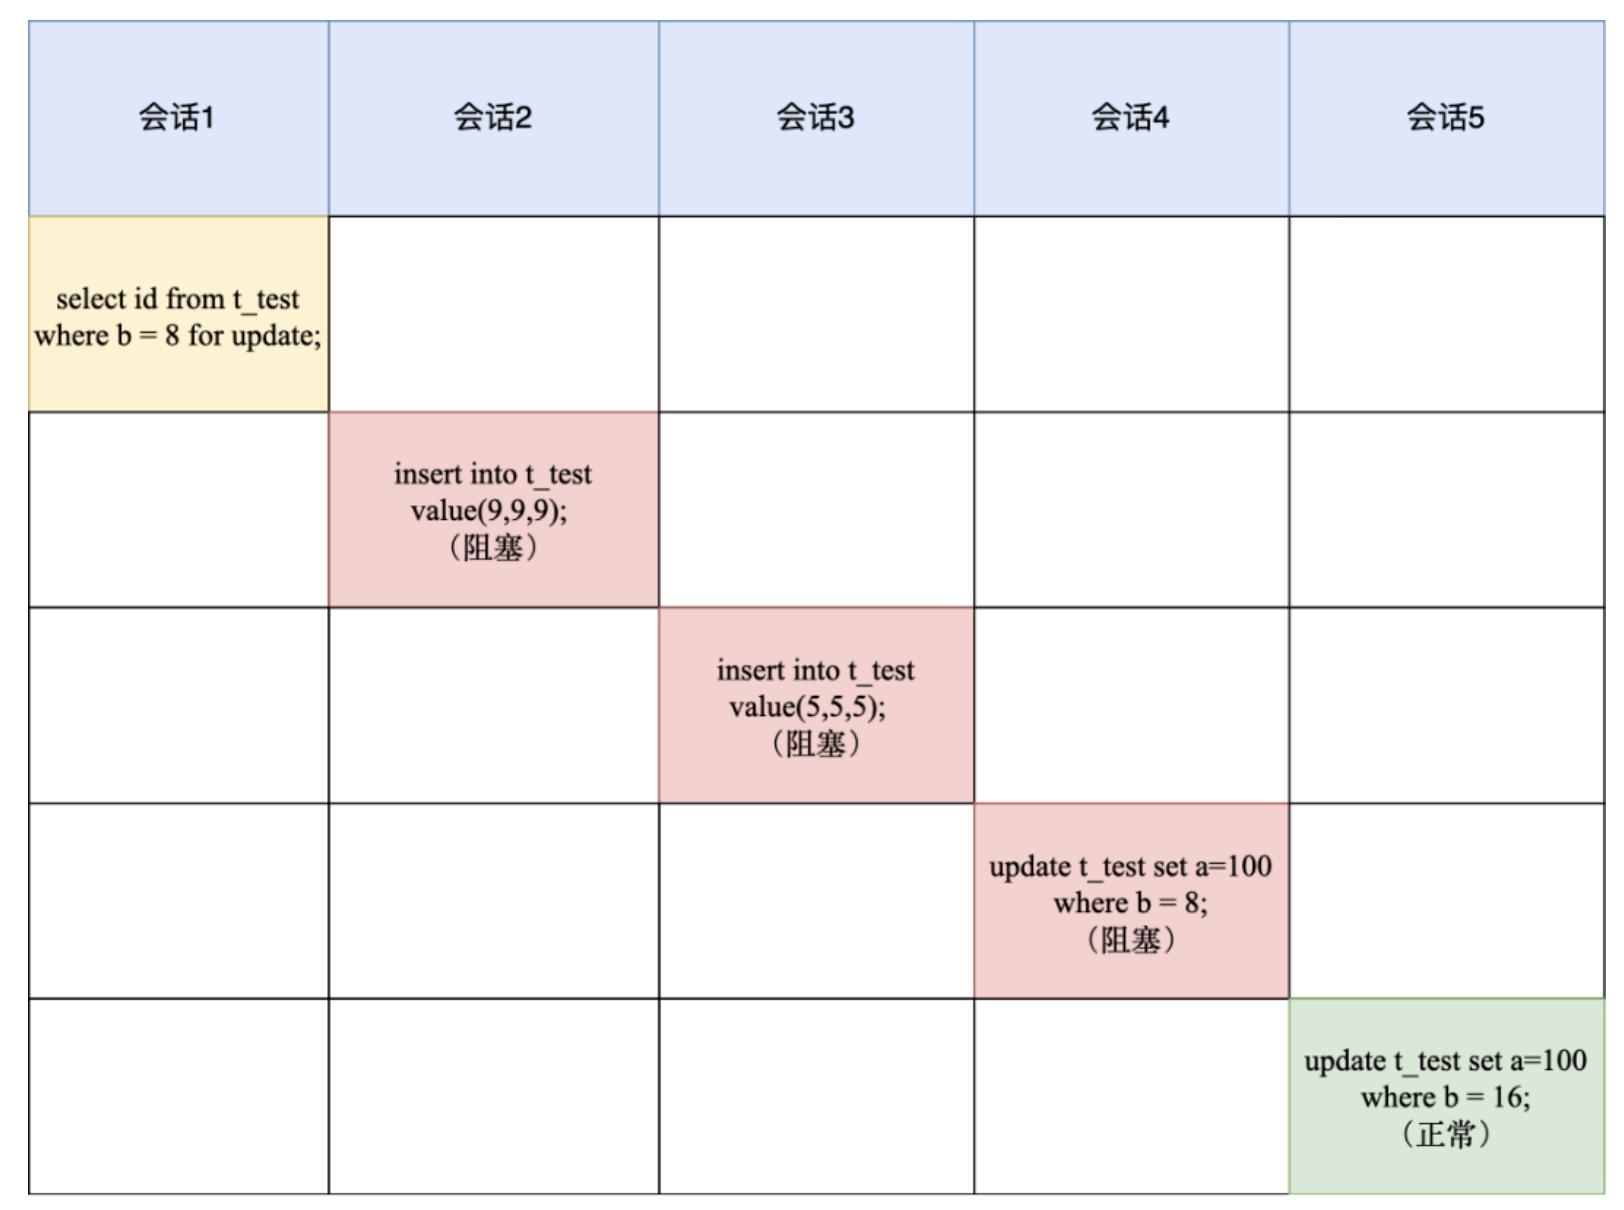 会话1
会话2
会话3
会话4
会话5
select id from t_test
where b = 8 for update;
insert into t_test
value(9,9,9);
（阻塞）
insert into t_test
value(5,5,5);
（阻塞）
update t_test set a=100
where b = 8;
（阻塞）
update t_test set a=100
where b = 16;
（正常）